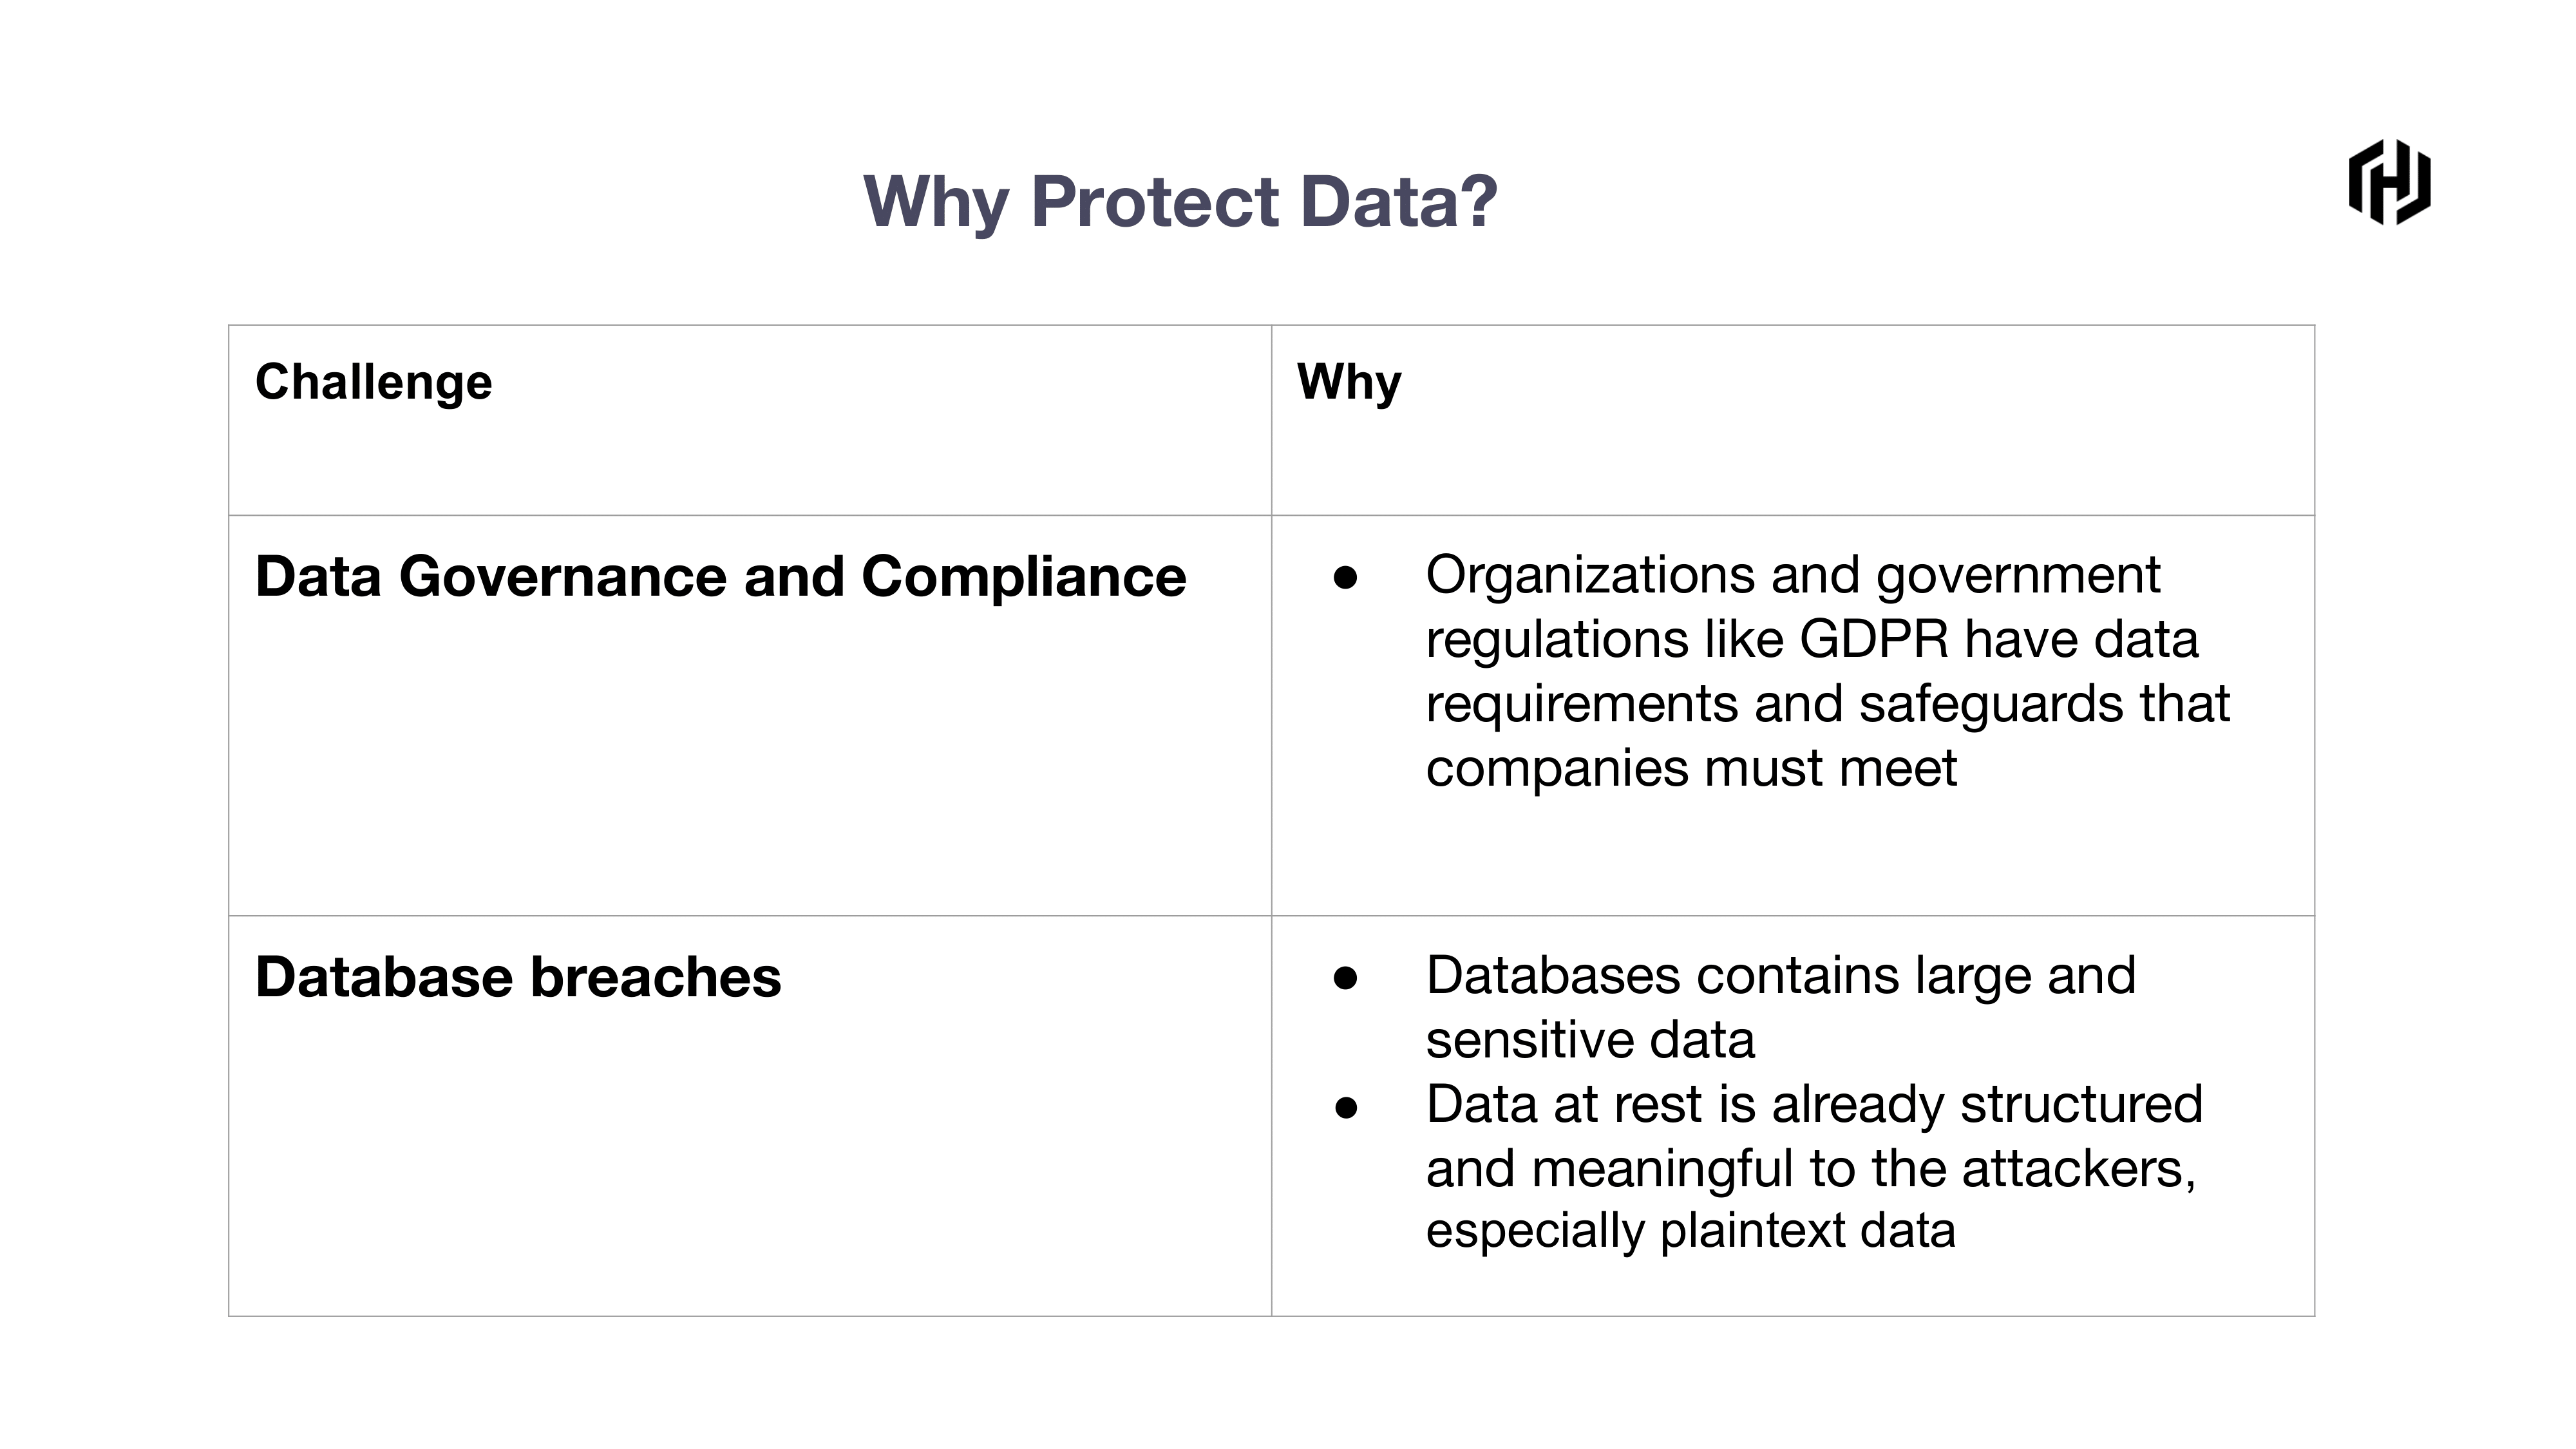 Why Protect Data?
Challenge
Why
Data Governance and Compliance
● Organizations and government
regulations like GDPR have data
requirements and safeguards that
companies must meet
Database breaches
● Databases contains large and
sensitive data
● Data at rest is already structured
and meaningful to the attackers,
especially plaintext data